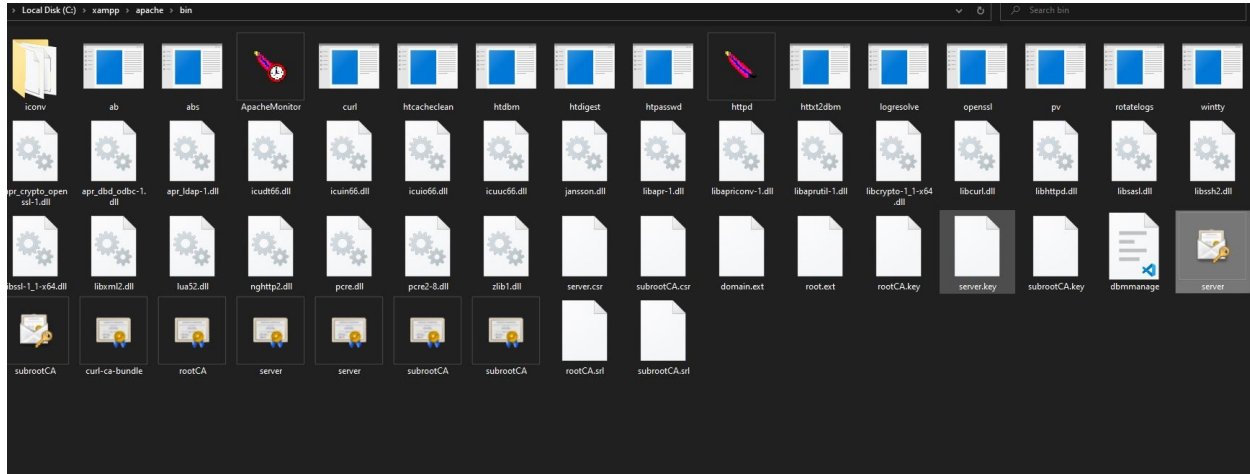 > Local Disk (C:) > xampp > apache > bin
Search bin
iconv
ab
abs
ApacheMonitor
curl
htcacheclean
htdbm
htdigest
htpasswd
httpd
httxt2dbm
logresolve
openssl
pv
rotatelogs
wintty
apr_crypto_open
ssl-1.dll
apr_dbd_odbc-1.
dll
apr_ldap-1.dll
icudt66.dll
icuin66.dll
icuio66.dll
icuuc66.dll
jansson.dll
libapr-1.dll
libapriconv-1.dll
libaprutil-1.dll
libcrypto-1_1-x64
.dll
libcurl.dll
libhttpd.dll
libsasl.dll
libssh2.dll
libssl-1_1-x64.dll
libxml2.dll
lua52.dll
nghttp2.dll
pcre.dll
pcre2-8.dll
zlib1.dll
server.csr
subrootCA.csr
domain.ext
root.ext
rootCA.key
server.key
subrootCA.key
dbmmanage
server
subrootCA
curl-ca-bundle
rootCA
server
server
subrootCA
subrootCA
rootCA.srl
subrootCA.srl